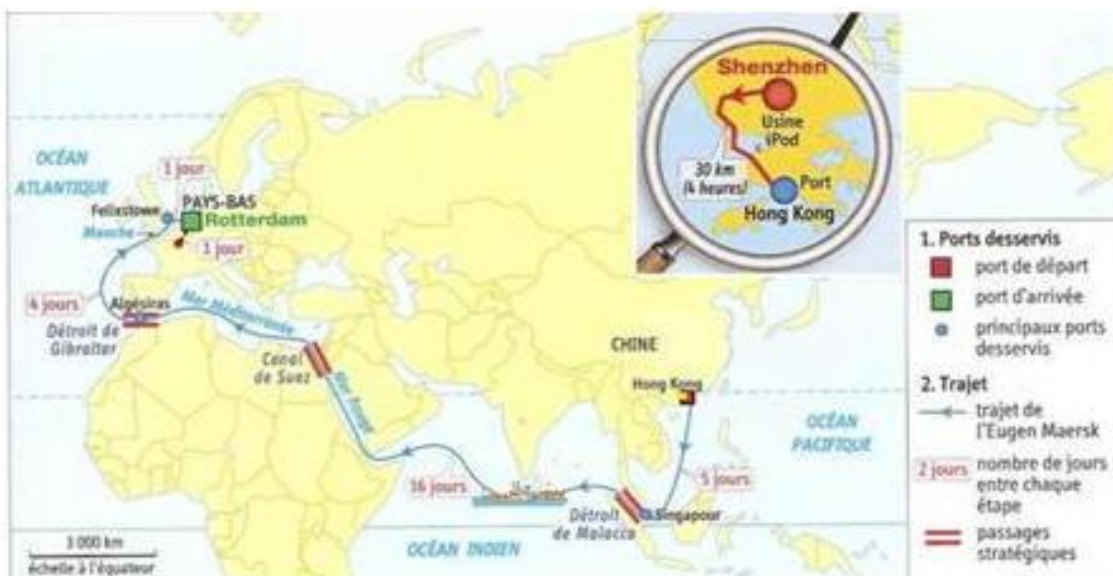 OCÉAN
ATLANTIQUE
1 jour
PAYS-BAS
Felixstowe
Rotterdam
Manche
1 jour
4 jours
Algésiras
Mer Méditerranée
Détroit de
Gibraltar
Canal
de Suez
Mer Rouge
CHINE
Hong Kong
OCÉAN
PACIFIQUE
16 jours
5 jours
Détroit
de Malacca
Singapour
OCÉAN INDIEN
3 000 km
échelle à l'équateur
Shenzhen
Usine
iPod
30 km
(4 heures)
Port
Hong Kong
1. Ports desservis
port de départ
port d'arrivée
principaux ports
desservis
2. Trajet
trajet de
l'Eugen Maersk
2 jours
nombre de jours
entre chaque
étape
passages
stratégiques